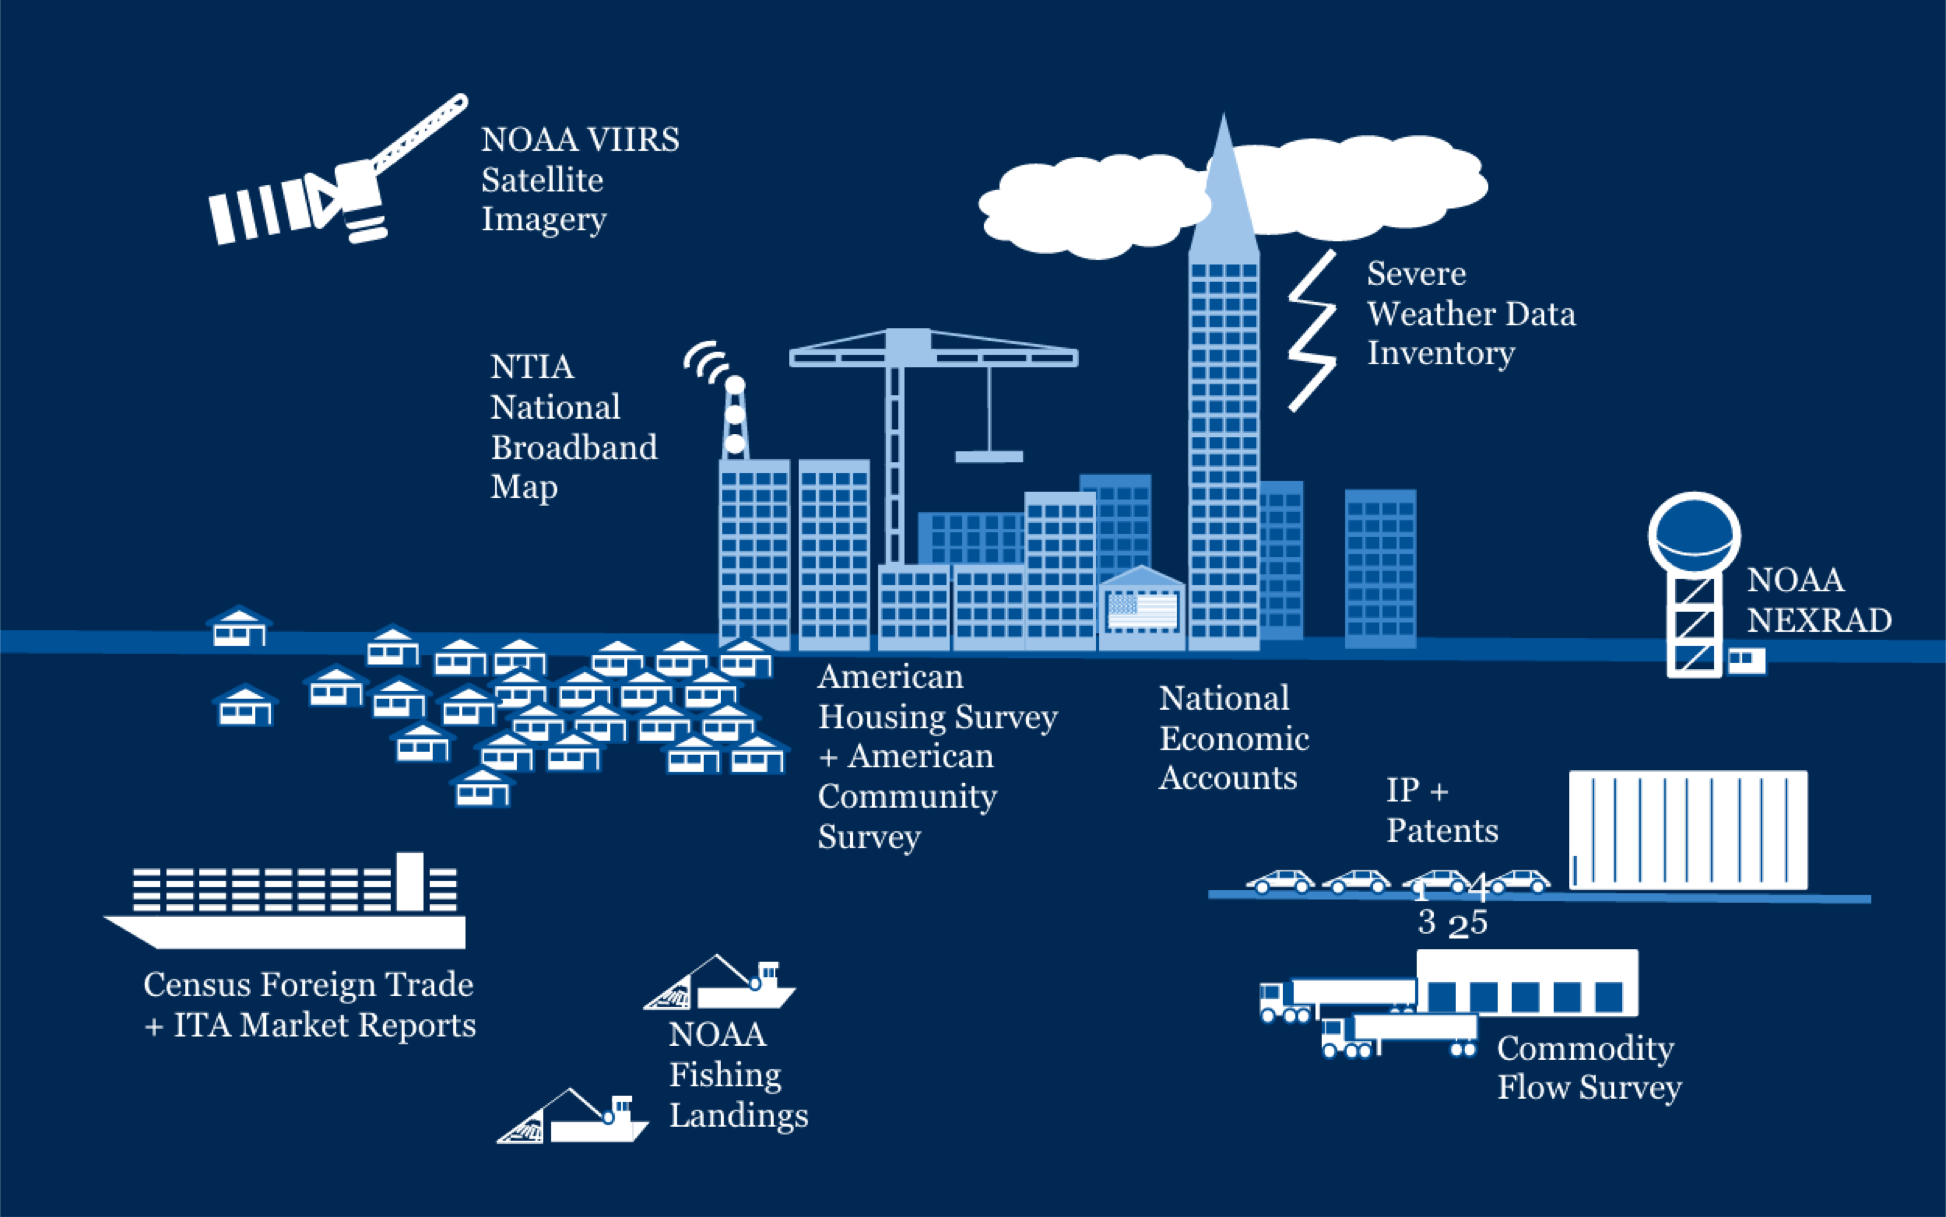 NOAA VIIRS
Satellite
Imagery
Severe
Weather Data
Inventory
NTIA
National
Broadband
Map
NOAA
NEXRAD
American
Housing Survey
+ American
Community
Survey
National
Economic
Accounts
IP +
Patents
1 4
3 25
Census Foreign Trade
+ ITA Market Reports
NOAA
Fishing
Landings
Commodity
Flow Survey